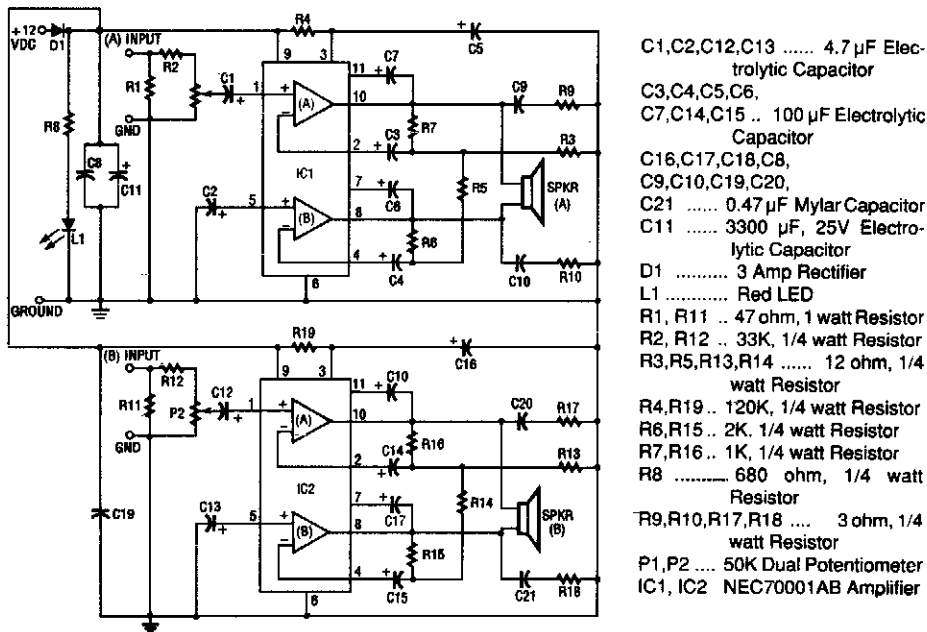 +12
VDC
D1
(A) INPUT
R4
C5
9
3
R2
C1
1
11
C7
R1
+
(A)
10
C9
R9
−
R7
GND
R8
2
C3
R3
C8
C11
IC1
7
R5
SPKR
(A)
C2
5
C6
+
(B)
8
−
R6
L1
4
C4
C10
R10
GROUND
6
(B) INPUT
R19
C16
9
3
R12
C12
1
11
C10
R11
P2
+
(A)
10
C20
R17
−
R16
GND
2
C14
R13
IC2
7
R14
SPKR
(B)
C19
C13
5
C17
+
(B)
8
−
R15
4
C15
C21
R18
6
C1,C2,C12,C13 ...... 4.7 µF Elec-
trolytic Capacitor
C3,C4,C5,C6,
C7,C14,C15 .. 100 µF Electrolytic
Capacitor
C16,C17,C18,C8,
C9,C10,C19,C20,
C21 ...... 0.47 µF Mylar Capacitor
C11 ...... 3300 µF, 25V Electro-
lytic Capacitor
D1 .......... 3 Amp Rectifier
L1 ............ Red LED
R1, R11 .. 47 ohm, 1 watt Resistor
R2, R12 .. 33K, 1/4 watt Resistor
R3,R5,R13,R14 ...... 12 ohm, 1/4
watt Resistor
R4,R19 .. 120K, 1/4 watt Resistor
R6,R15 .. 2K. 1/4 watt Resistor
R7,R16 .. 1K, 1/4 watt Resistor
R8 .......... 680 ohm, 1/4 watt
Resistor
R9,R10,R17,R18 .... 3 ohm, 1/4
watt Resistor
P1,P2 .... 50K Dual Potentiometer
IC1, IC2 NEC70001AB Amplifier